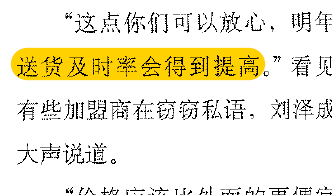 “这点你们可以放心，明年
送货及时率会得到提高。”看见
有些加盟商在窃窃私语，刘泽成
大声说道。